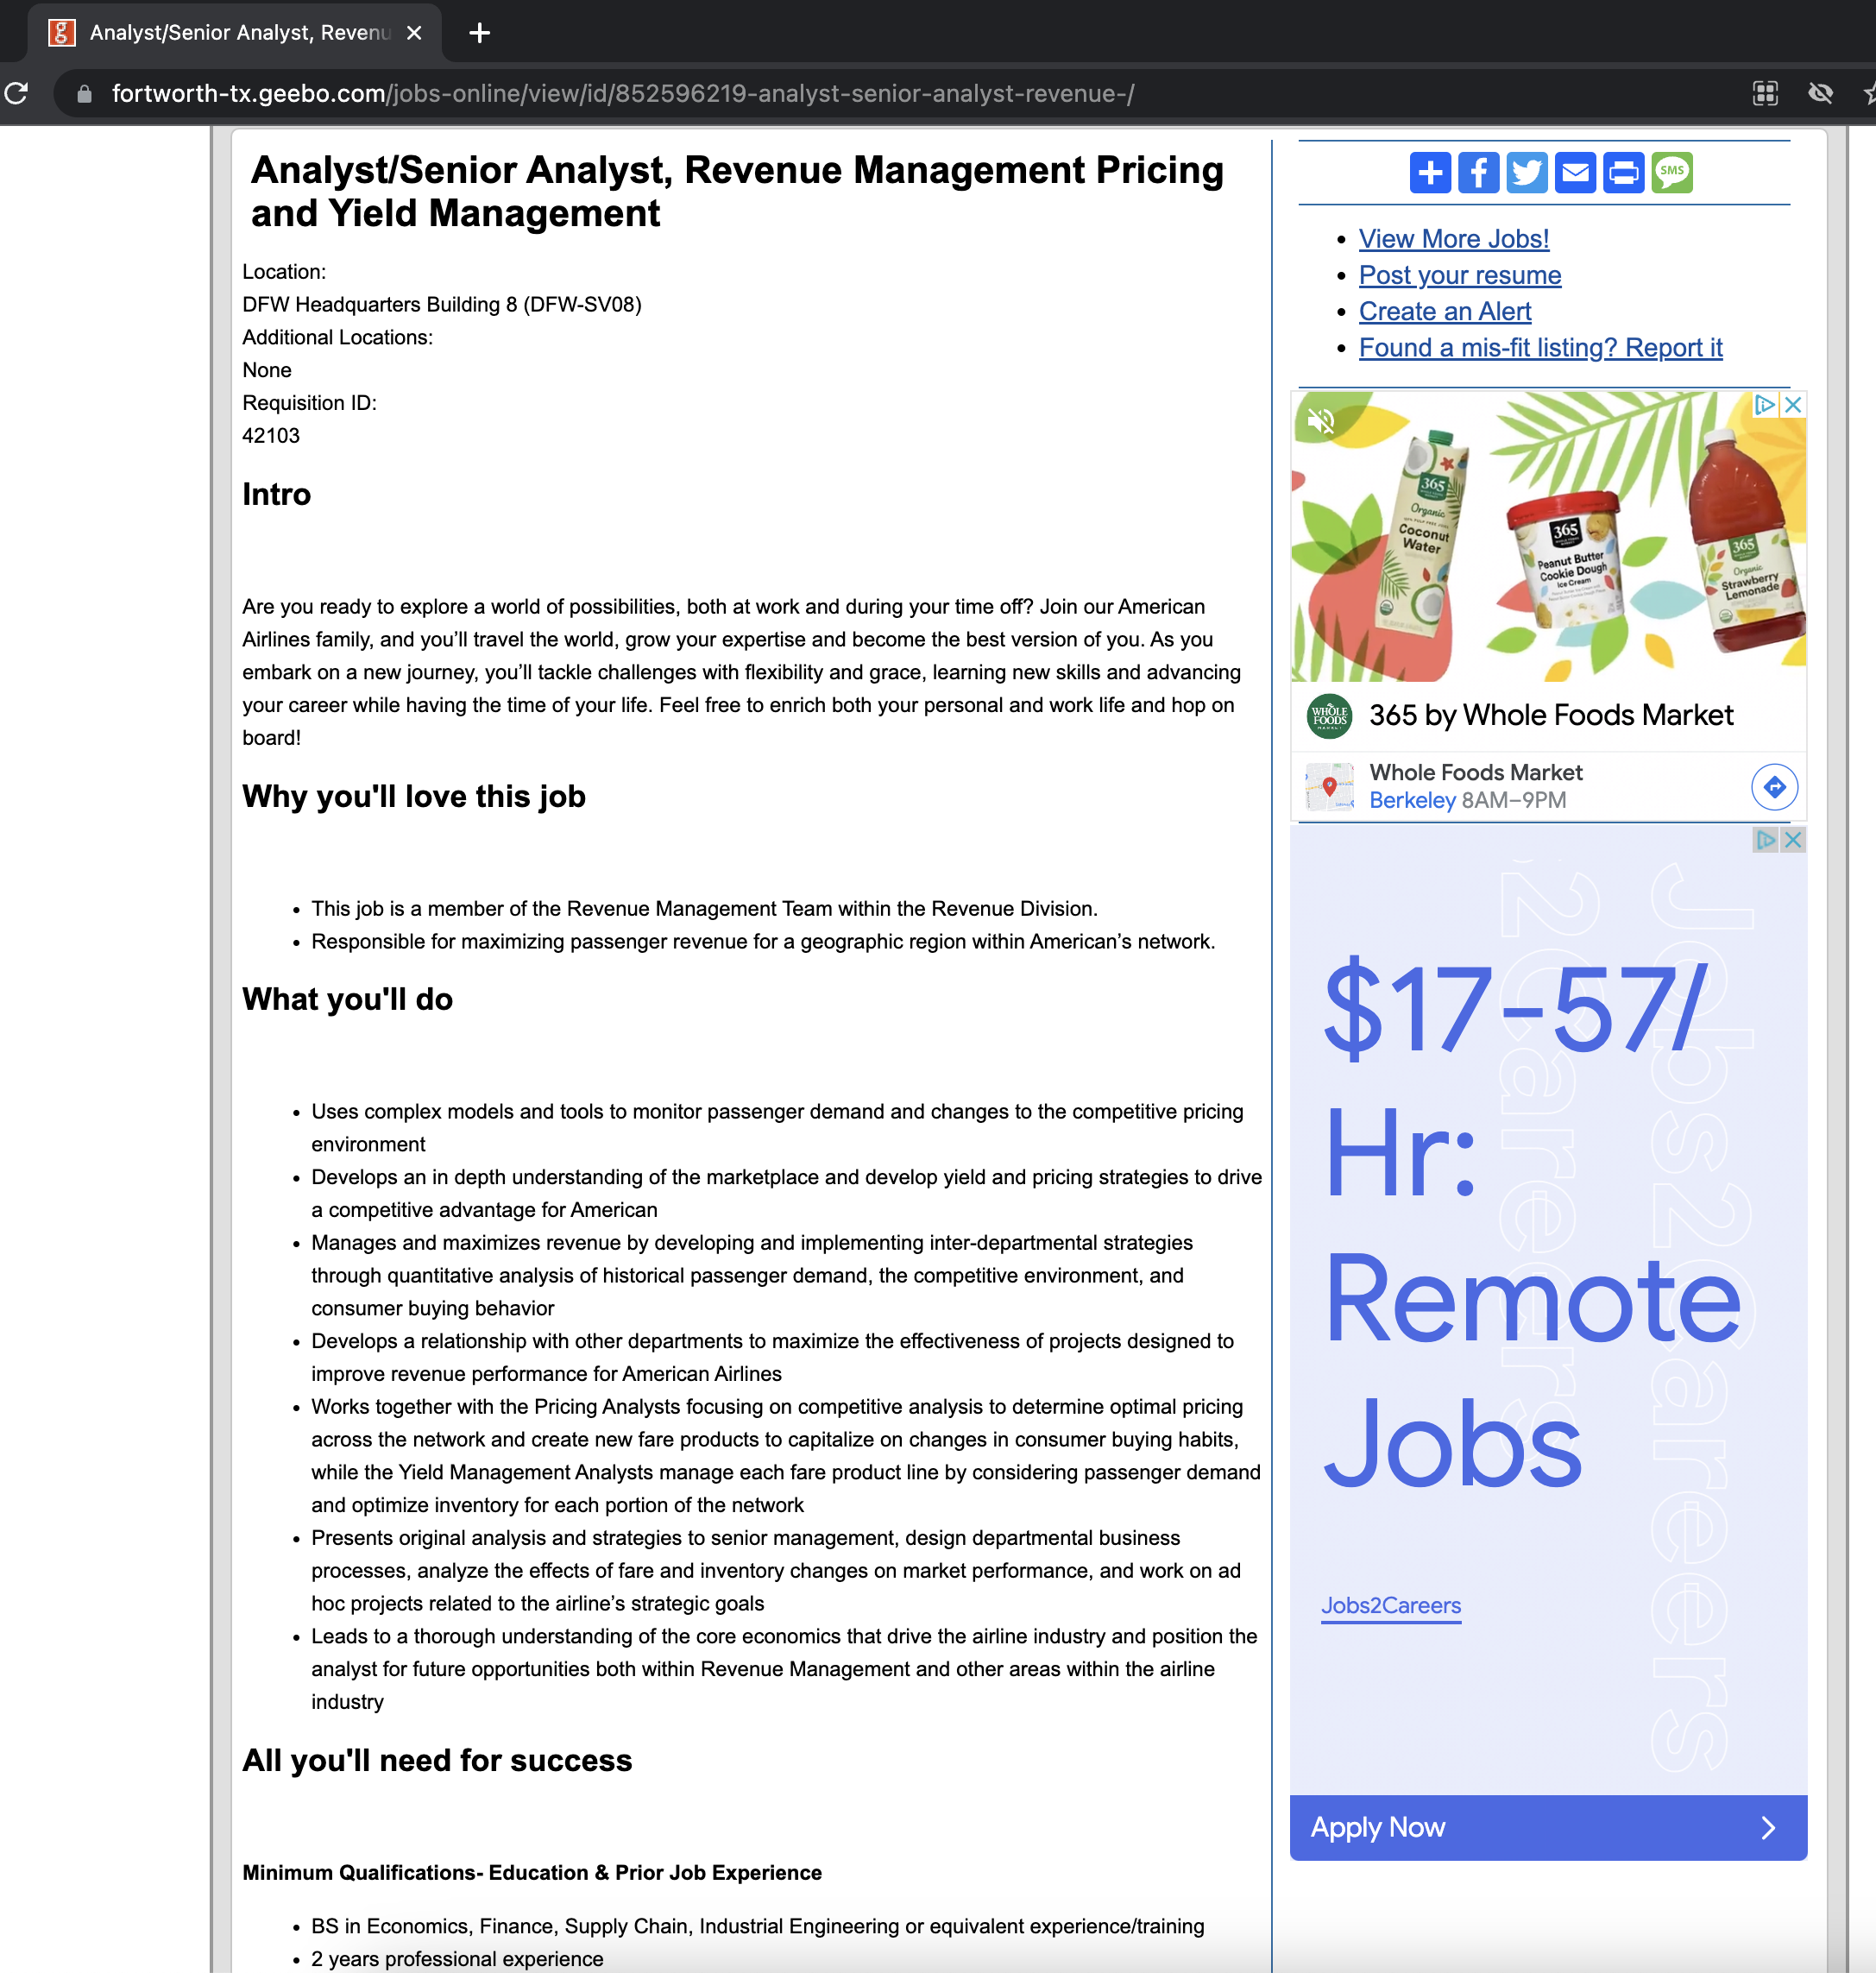 Analyst/Senior Analyst, Revenu
fortworth-tx.geebo.com/jobs-online/view/id/852596219-analyst-senior-analyst-revenue-/
Analyst/Senior Analyst, Revenue Management Pricing
and Yield Management
Location:
DFW Headquarters Building 8 (DFW-SV08)
Additional Locations:
None
Requisition ID:
42103
Intro
Are you ready to explore a world of possibilities, both at work and during your time off? Join our American
Airlines family, and you’ll travel the world, grow your expertise and become the best version of you. As you
embark on a new journey, you’ll tackle challenges with flexibility and grace, learning new skills and advancing
your career while having the time of your life. Feel free to enrich both your personal and work life and hop on
board!
Why you'll love this job
• This job is a member of the Revenue Management Team within the Revenue Division.
• Responsible for maximizing passenger revenue for a geographic region within American’s network.
What you'll do
• Uses complex models and tools to monitor passenger demand and changes to the competitive pricing
environment
• Develops an in depth understanding of the marketplace and develop yield and pricing strategies to drive
a competitive advantage for American
• Manages and maximizes revenue by developing and implementing inter-departmental strategies
through quantitative analysis of historical passenger demand, the competitive environment, and
consumer buying behavior
• Develops a relationship with other departments to maximize the effectiveness of projects designed to
improve revenue performance for American Airlines
• Works together with the Pricing Analysts focusing on competitive analysis to determine optimal pricing
across the network and create new fare products to capitalize on changes in consumer buying habits,
while the Yield Management Analysts manage each fare product line by considering passenger demand
and optimize inventory for each portion of the network
• Presents original analysis and strategies to senior management, design departmental business
processes, analyze the effects of fare and inventory changes on market performance, and work on ad
hoc projects related to the airline’s strategic goals
• Leads to a thorough understanding of the core economics that drive the airline industry and position the
analyst for future opportunities both within Revenue Management and other areas within the airline
industry
All you'll need for success
Minimum Qualifications- Education & Prior Job Experience
• BS in Economics, Finance, Supply Chain, Industrial Engineering or equivalent experience/training
• 2 years professional experience
SMS
• View More Jobs!
• Post your resume
• Create an Alert
• Found a mis-fit listing? Report it
365
Organic
Coconut
Water
365
Peanut Butter
Cookie Dough
Ice Cream
365
Organic
Strawberry
Lemonade
WHOLE
FOODS
MARKET
365 by Whole Foods Market
Whole Foods Market
Berkeley 8AM–9PM
Jobs2Careers
2Careers
$17-57/
Hr:
Remote
Jobs
Jobs2Careers
Apply Now